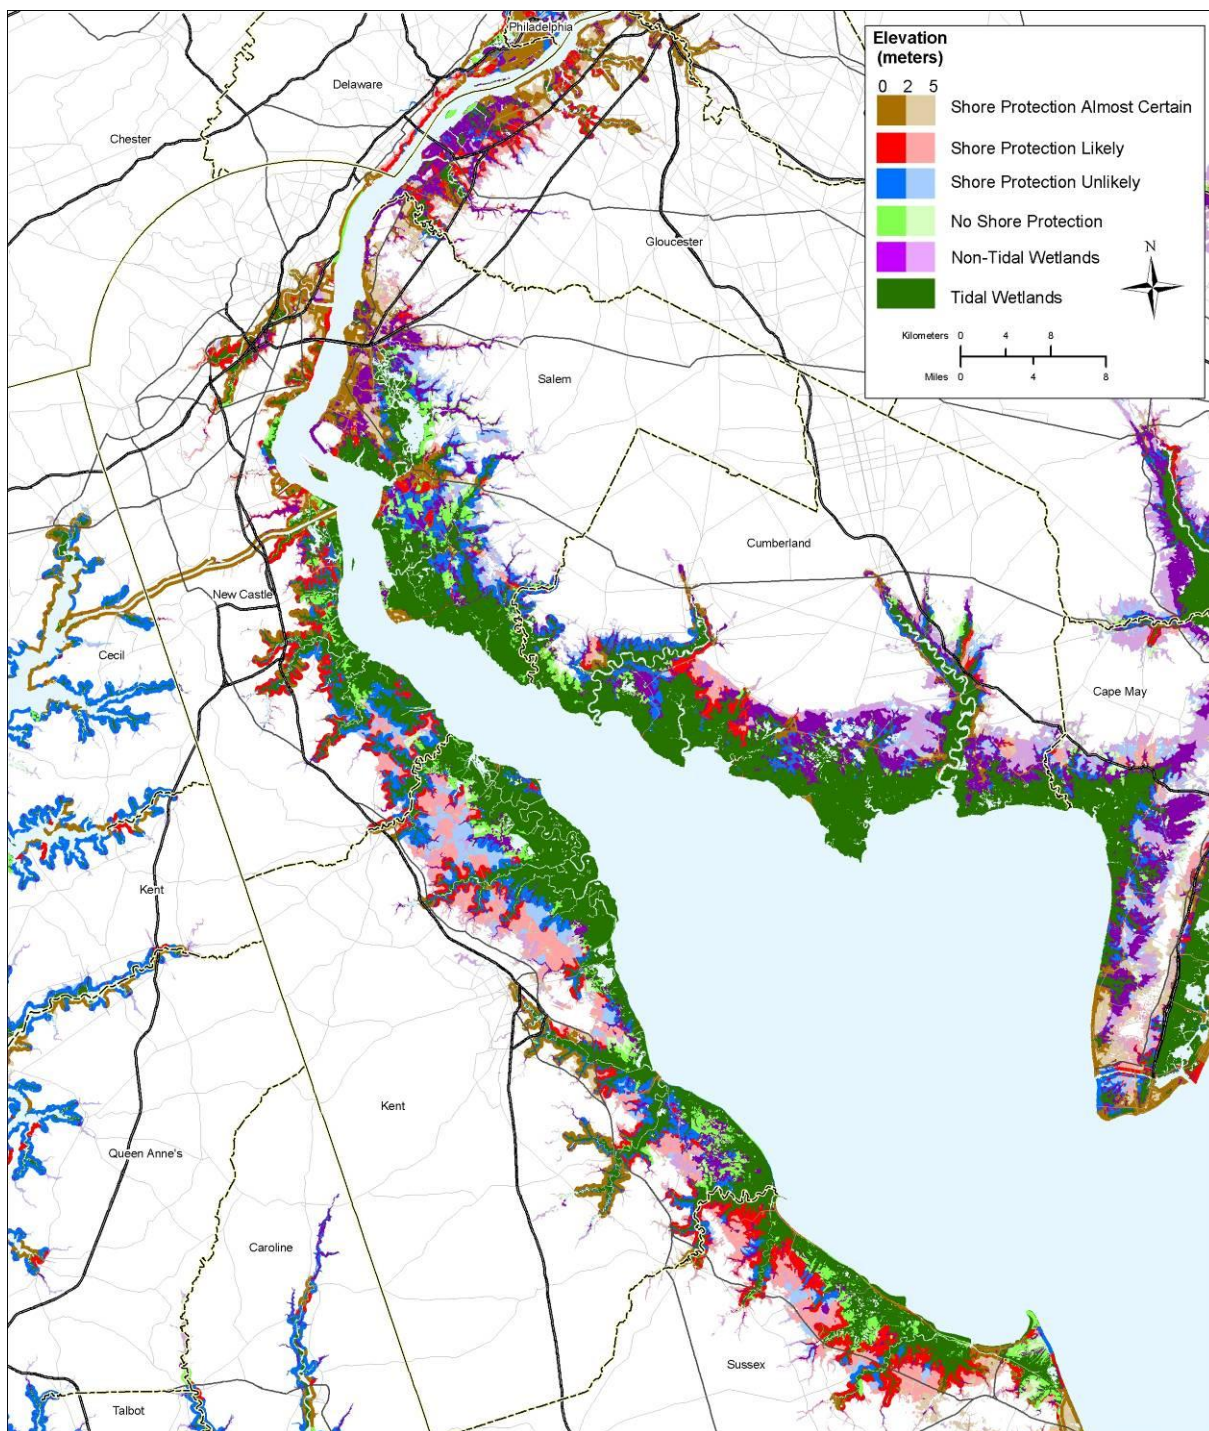 Philadelphia
Delaware
Chester
Elevation
(meters)
0 2 5
Shore Protection Almost Certain
Shore Protection Likely
Shore Protection Unlikely
No Shore Protection
Non-Tidal Wetlands
Tidal Wetlands
N
Kilometers 0 4 8
Miles 0 4 8
Gloucester
Salem
Cumberland
New Castle
Cecil
Cape May
Kent
Kent
Queen Anne's
Caroline
Sussex
Talbot